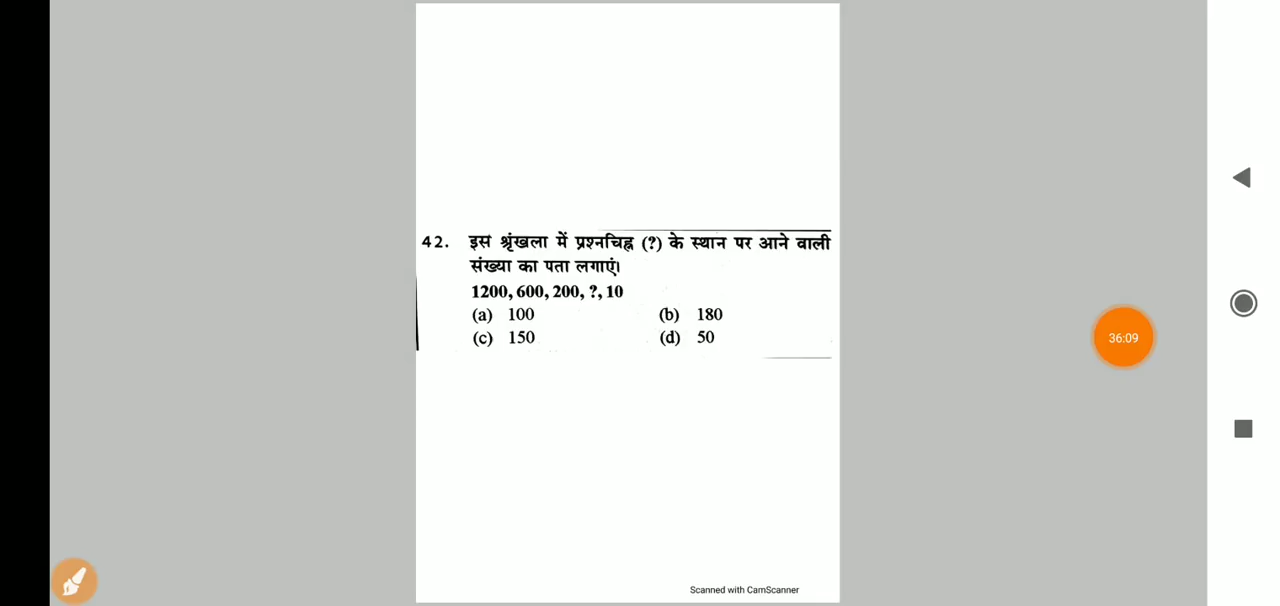 42. इस श्रृंखला में प्रश्नचिह्न (?) के स्थान पर आने वाली
संख्या का पता लगाएं।
1200, 600, 200, ?, 10
(a) 100 (b) 180
(c) 150 (d) 50
36:09
Scanned with CamScanner